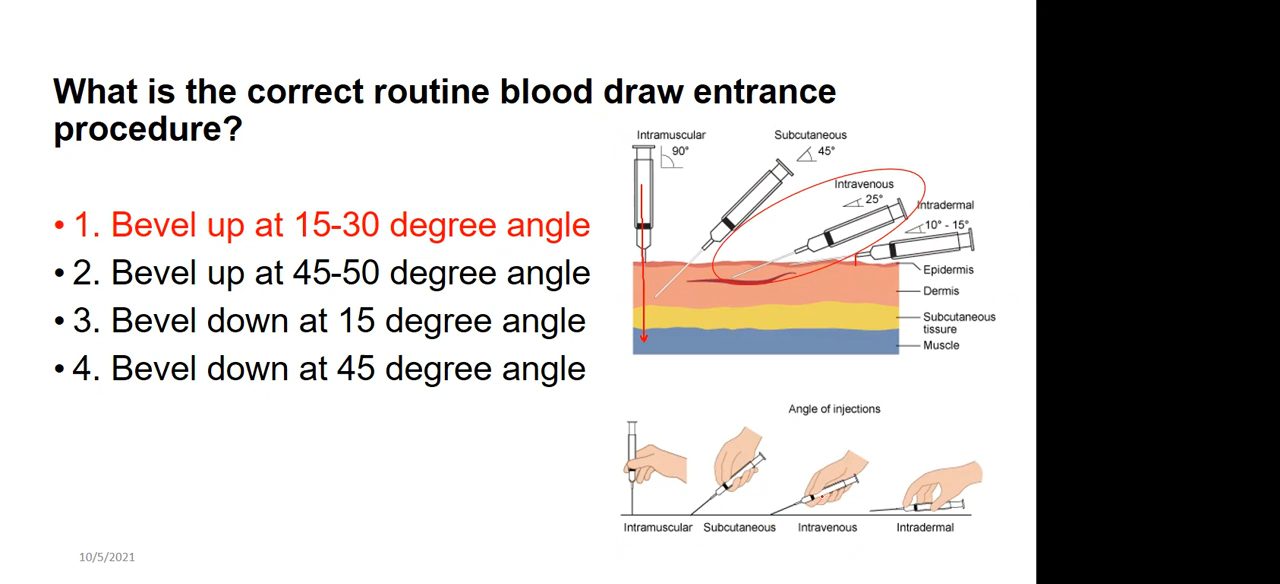 What is the correct routine blood draw entrance
procedure?
• 1. Bevel up at 15-30 degree angle
• 2. Bevel up at 45-50 degree angle
• 3. Bevel down at 15 degree angle
• 4. Bevel down at 45 degree angle
Intramuscular
90°
Subcutaneous
45°
Intravenous
25°
Intradermal
10° - 15°
Epidermis
Dermis
Subcutaneous
tissure
Muscle
Angle of injections
Intramuscular
Subcutaneous
Intravenous
Intradermal
10/5/2021